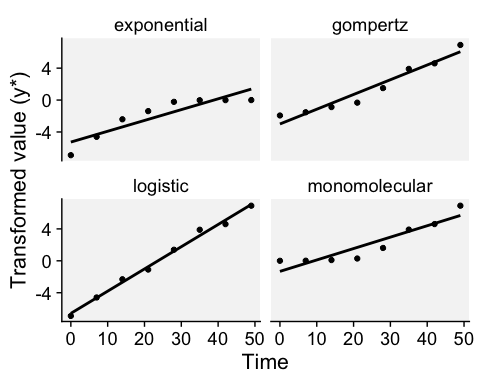 exponential gompertz
4
0
-4
logistic monomolecular
4
0
-4
0 10 20 30 40 50 0 10 20 30 40 50
Time
Transformed value (y*)